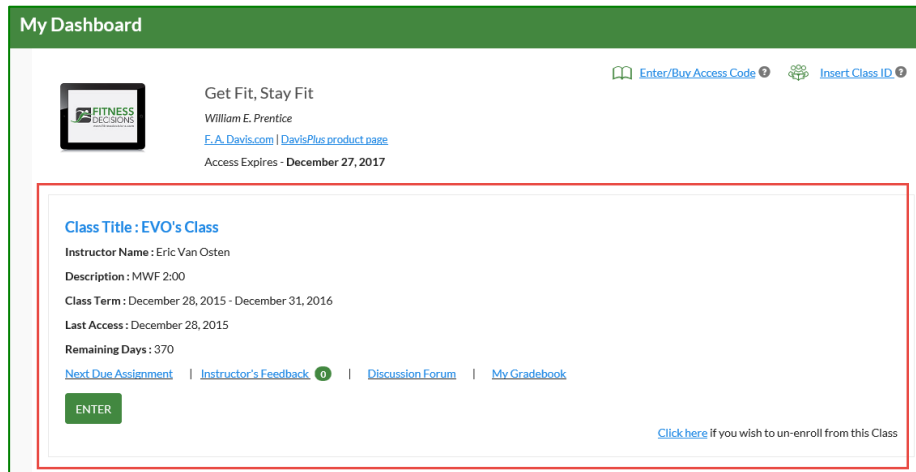 My Dashboard
Enter/Buy Access Code ?
Insert Class ID ?
FITNESS
DECISIONS
Get Fit, Stay Fit
William E. Prentice
F. A. Davis.com | DavisPlus product page
Access Expires - December 27, 2017
Class Title : EVO's Class
Instructor Name : Eric Van Osten
Description : MWF 2:00
Class Term : December 28, 2015 - December 31, 2016
Last Access : December 28, 2015
Remaining Days : 370
Next Due Assignment | Instructor's Feedback 0 | Discussion Forum | My Gradebook
ENTER
Click here if you wish to un-enroll from this Class